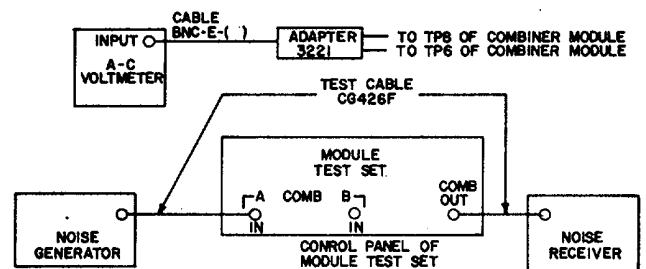 CABLE
BNC-E-( )
INPUT
A-C
VOLTMETER
ADAPTER
3221
TO TP8 OF COMBINER MODULE
TO TP6 OF COMBINER MODULE
TEST CABLE
CG426F
MODULE
TEST SET
A COMB B
IN IN
COMB
OUT
NOISE
GENERATOR
CONROL PANEL OF
MODULE TEST SET
NOISE
RECEIVER